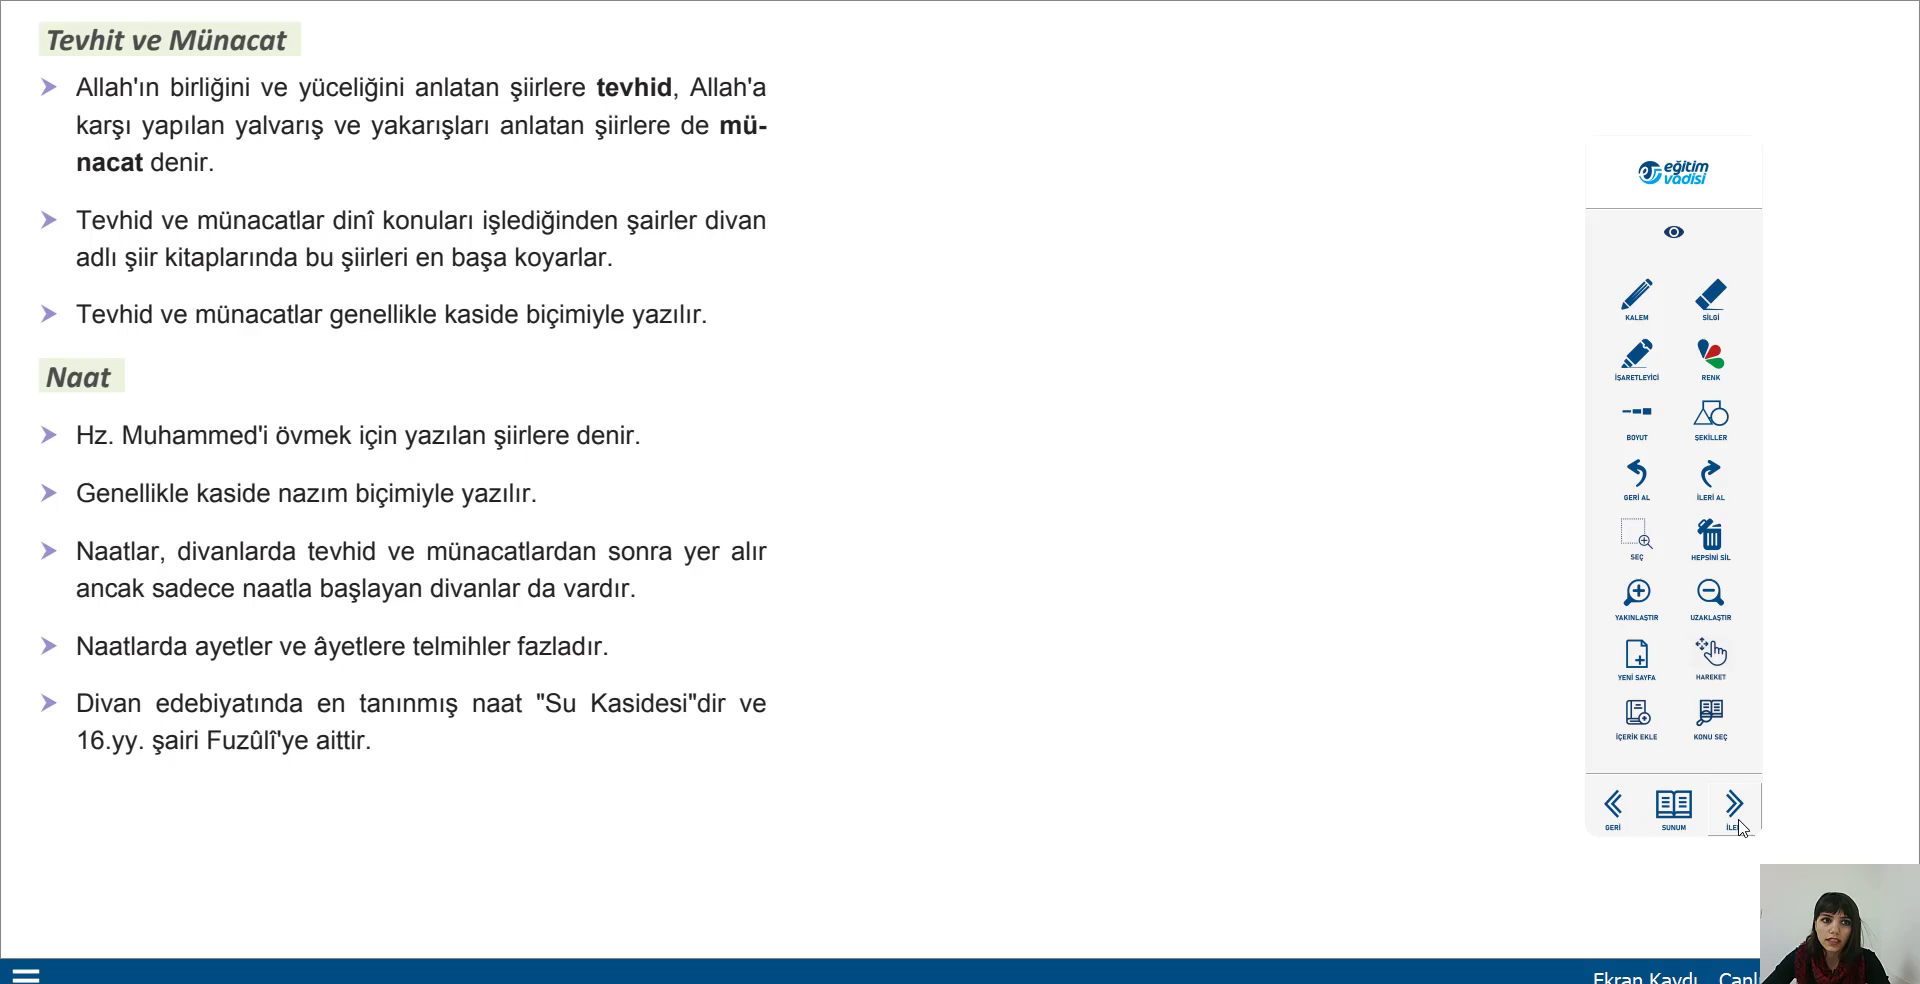 Tevhit ve Münacat
Allah'ın birliğini ve yüceliğini anlatan şiirlere tevhid, Allah'a
karşı yapılan yalvarış ve yakarışları anlatan şiirlere de mü-
nacat denir.
Tevhid ve münacatlar dinî konuları işlediğinden şairler divan
adlı şiir kitaplarında bu şiirleri en başa koyarlar.
Tevhid ve münacatlar genellikle kaside biçimiyle yazılır.
Naat
Hz. Muhammed'i övmek için yazılan şiirlere denir.
Genellikle kaside nazım biçimiyle yazılır.
Naatlar, divanlarda tevhid ve münacatlardan sonra yer alır
ancak sadece naatla başlayan divanlar da vardır.
Naatlarda ayetler ve âyetlere telmihler fazladır.
Divan edebiyatında en tanınmış naat "Su Kasidesi"dir ve
16.yy. şairi Fuzûlî'ye aittir.
eğitim
vadisi
KALEM SİLGİ
İŞARETLEYİCİ RENK
BOYUT ŞEKİLLER
GERİ AL İLERİ AL
SEÇ HEPSİNİ SİL
YAKINLAŞTIR UZAKLAŞTIR
YENİ SAYFA HAREKET
İÇERİK EKLE KONU SEÇ
GERİ SUNUM
Ekran Kaydı